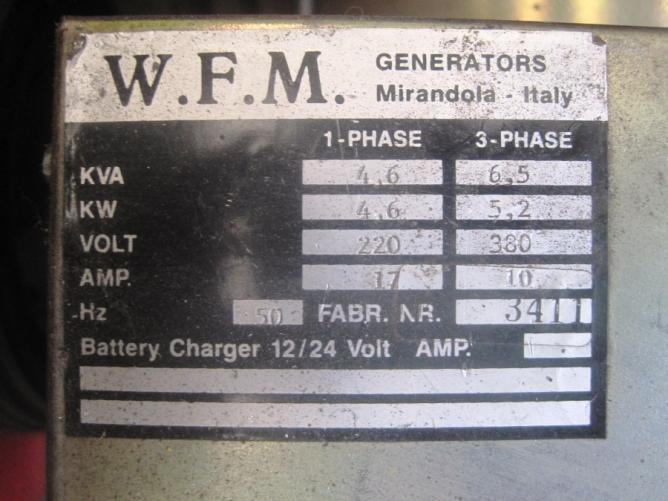 W.F.M. GENERATORS
Mirandola - Italy
1-PHASE 3-PHASE
KVA 4,6 6,5
KW 4,6 5,2
VOLT 220 380
AMP. 17 10
Hz 50 FABR. NR. 3411
Battery Charger 12/24 Volt AMP.